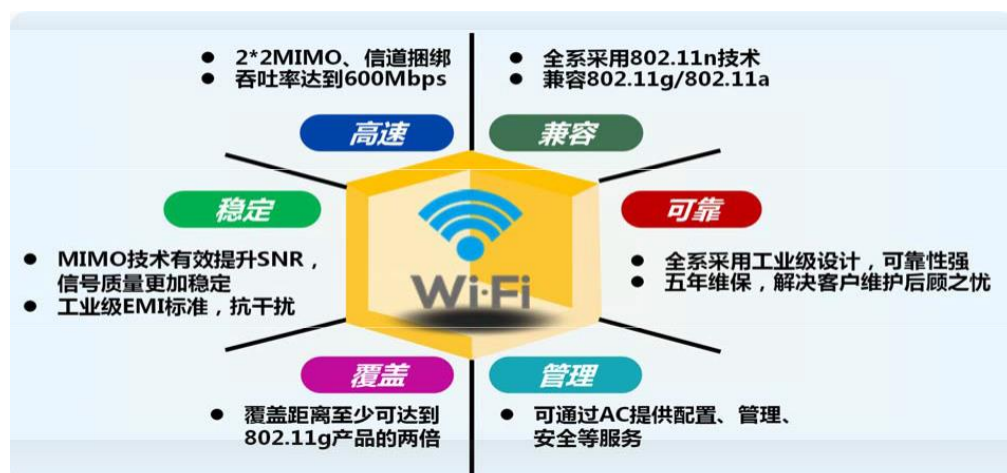 2*2MIMO、信道捆绑
吞吐率达到600Mbps
高速
全系采用802.11n技术
兼容802.11g/802.11a
兼容
稳定
MIMO技术有效提升SNR，
信号质量更加稳定
工业级EMI标准，抗干扰
Wi·Fi
可靠
全系采用工业级设计，可靠性强
五年维保，解决客户维护后顾之忧
覆盖
覆盖距离至少可达到
802.11g产品的两倍
管理
可通过AC提供配置、管理、
安全等服务